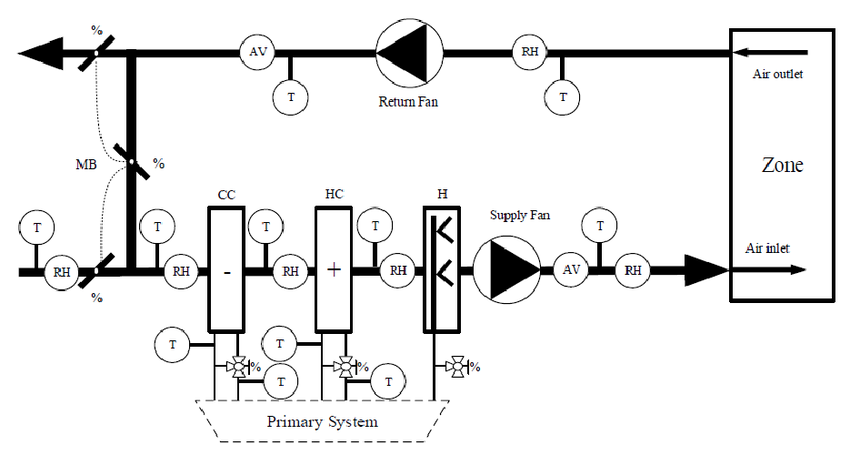 %
AV
RH
T
Return Fan
T
Air outlet
MB
%
Zone
CC
HC
H
Supply Fan
T
T
T
T
T
Air inlet
RH
RH
-
RH
+
RH
AV
RH
%
T
%
T
%
%
T
T
Primary System